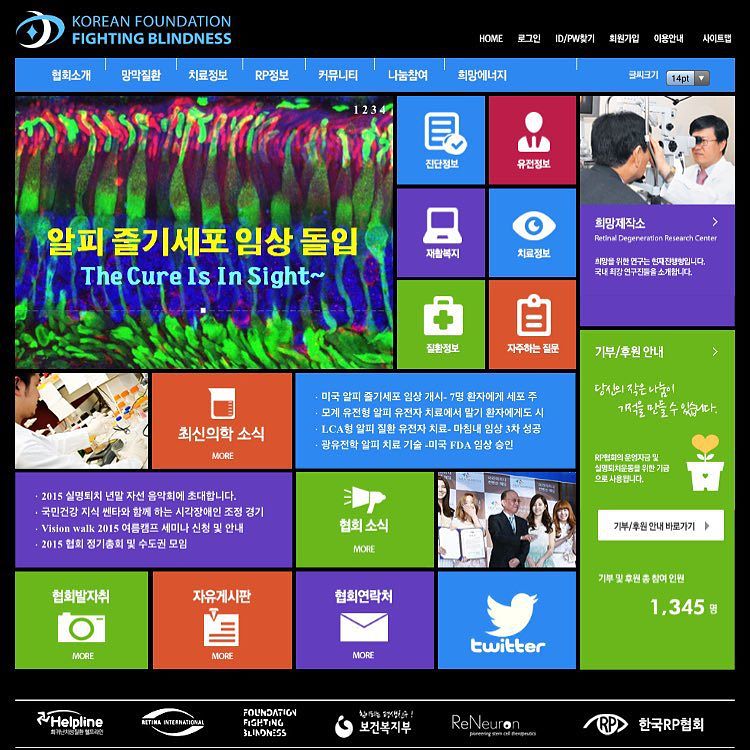 KOREAN FOUNDATION
FIGHTING BLINDNESS
HOME 로그인 ID/PW찾기 회원가입 이용안내 사이트맵
협회소개 망막질환 치료정보 RP정보 커뮤니티 나눔참여 희망에너지 글씨크기 14pt
1 2 3 4
알피 줄기세포 임상 돌입
The Cure Is In Sight~
진단정보 유전정보
재활복지 치료정보
질환정보 자주하는 질문
희망제작소
Retinal Degeneration Research Center
희망을 위한 연구는 현재진행형입니다.
국내 최강 연구진들을 소개합니다.
기부/후원 안내
당신의 작은 나눔이
기적을 만들 수 있습니다.
RP협회의 운영자금 및
실명퇴치운동을 위한 기금
으로 사용됩니다.
기부/후원 안내 바로가기
기부 및 후원 총 참여 인원
1,345 명
최신의학 소식
MORE
· 미국 알피 줄기세포 임상 개시- 7명 환자에게 세포 주
· 모계 유전형 알피 유전자 치료에서 말기 환자에게도 시
· LCA형 알피 질환 유전자 치료- 마침내 임상 3차 성공
· 광유전학 알피 치료 기술 -미국 FDA 임상 승인
· 2015 실명퇴치 년말 자선 음악회에 초대합니다.
· 국민건강 지식 쎈타와 함께 하는 시각장애인 조정 경기
· Vision walk 2015 여름캠프 세미나 신청 및 안내
· 2015 협회 정기총회 및 수도권 모임
협회 소식
MORE
협회발자취
MORE
자유게시판
MORE
협회연락처
MORE
twitter
Helpline
희귀난치성질환 헬프라인
RETINA INTERNATIONAL
FOUNDATION
FIGHTING
BLINDNESS
보건복지부
ReNeuron
pioneering stem cell therapeutics
RP
한국RP협회